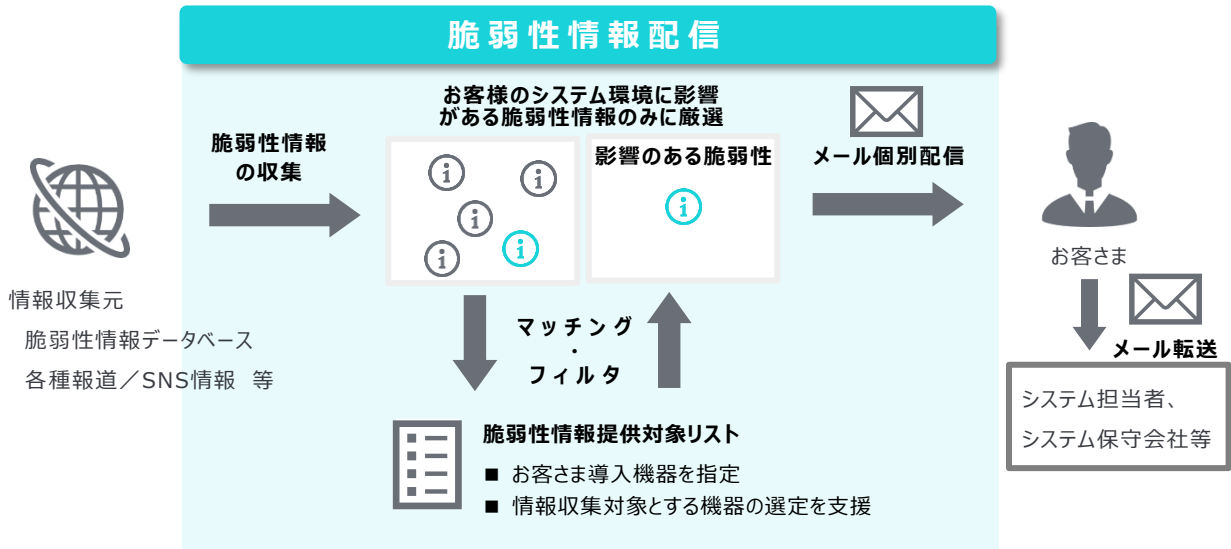 脆弱性情報配信
お客様のシステム環境に影響
がある脆弱性情報のみに厳選
脆弱性情報
の収集
影響のある脆弱性
メール個別配信
情報収集元
脆弱性情報データベース
各種報道／SNS情報 等
マッチング
・
フィルタ
脆弱性情報提供対象リスト
■ お客さま導入機器を指定
■ 情報収集対象とする機器の選定を支援
お客さま
メール転送
システム担当者、
システム保守会社等